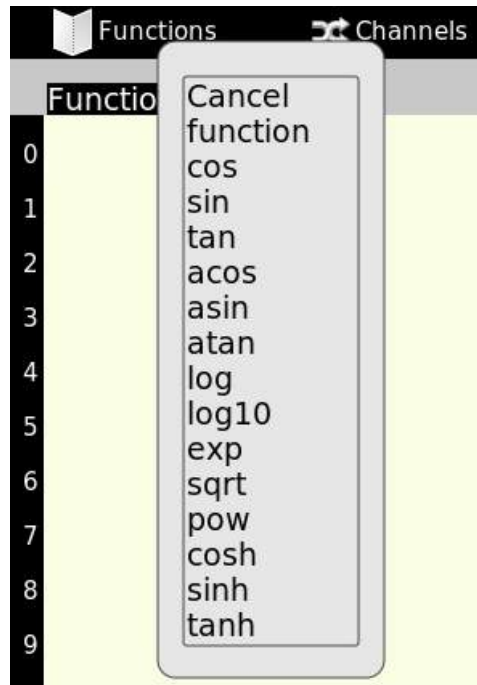 Functions Channels
Functio
Cancel
function
cos
sin
tan
acos
asin
atan
log
log10
exp
sqrt
pow
cosh
sinh
tanh
0
1
2
3
4
5
6
7
8
9